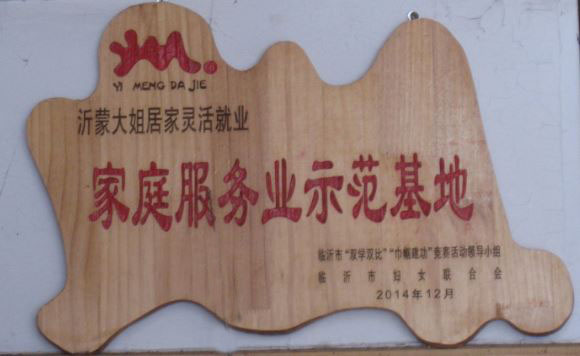 YI MENG DA JIE
沂蒙大姐居家灵活就业
家庭服务业示范基地
临沂市“双学双比”“巾帼建功”竞赛活动领导小组
临沂市妇女联合会
2014年12月